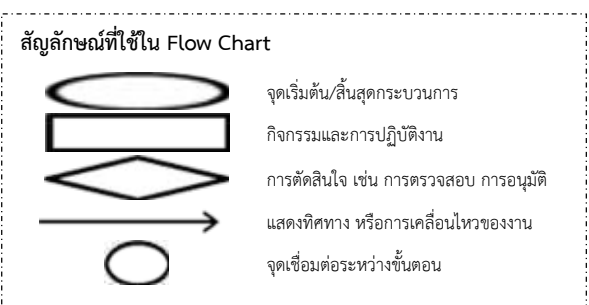 สัญลักษณ์ที่ใช้ใน Flow Chart
จุดเริ่มต้น/สิ้นสุดกระบวนการ
กิจกรรมและการปฏิบัติงาน
การตัดสินใจ เช่น การตรวจสอบ การอนุมัติ
แสดงทิศทาง หรือการเคลื่อนไหวของงาน
จุดเชื่อมต่อระหว่างขั้นตอน